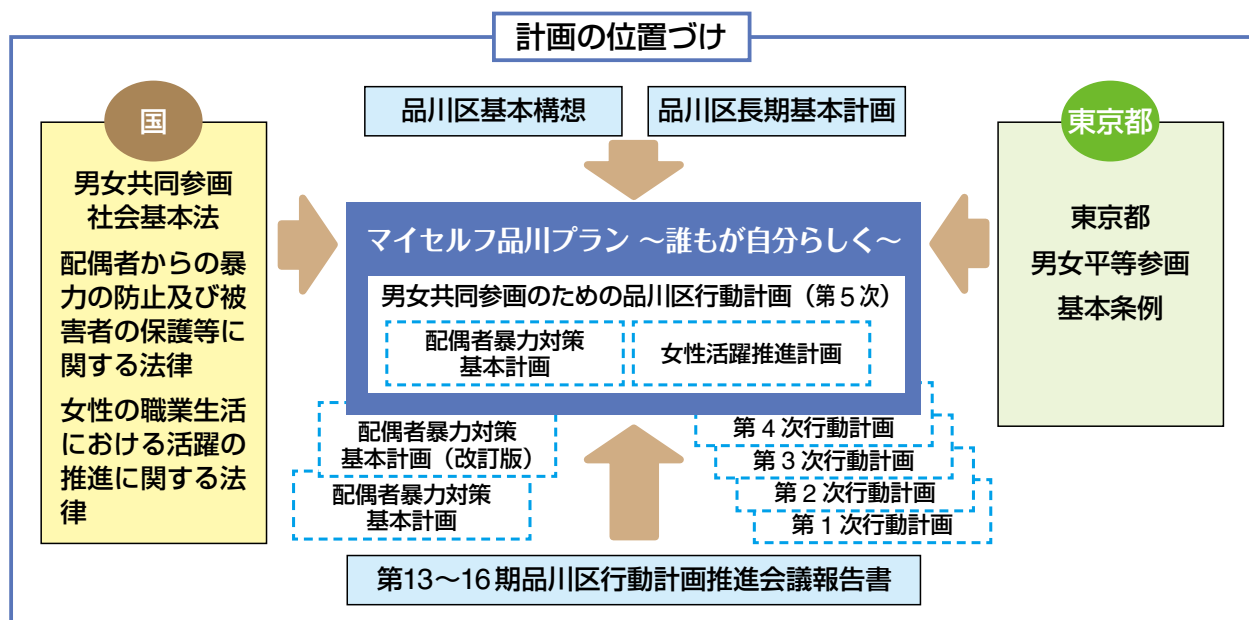 計画の位置づけ
国
男女共同参画
社会基本法
配偶者からの暴
力の防止及び被
害者の保護等に
関する法律
女性の職業生活
における活躍の
推進に関する法
律
品川区基本構想
品川区長期基本計画
東京都
東京都
男女平等参画
基本条例
マイセルフ品川プラン ～誰もが自分らしく～
男女共同参画のための品川区行動計画（第5次）
配偶者暴力対策
基本計画
女性活躍推進計画
配偶者暴力対策
基本計画（改訂版）
配偶者暴力対策
基本計画
第4次行動計画
第3次行動計画
第2次行動計画
第1次行動計画
第13～16期品川区行動計画推進会議報告書